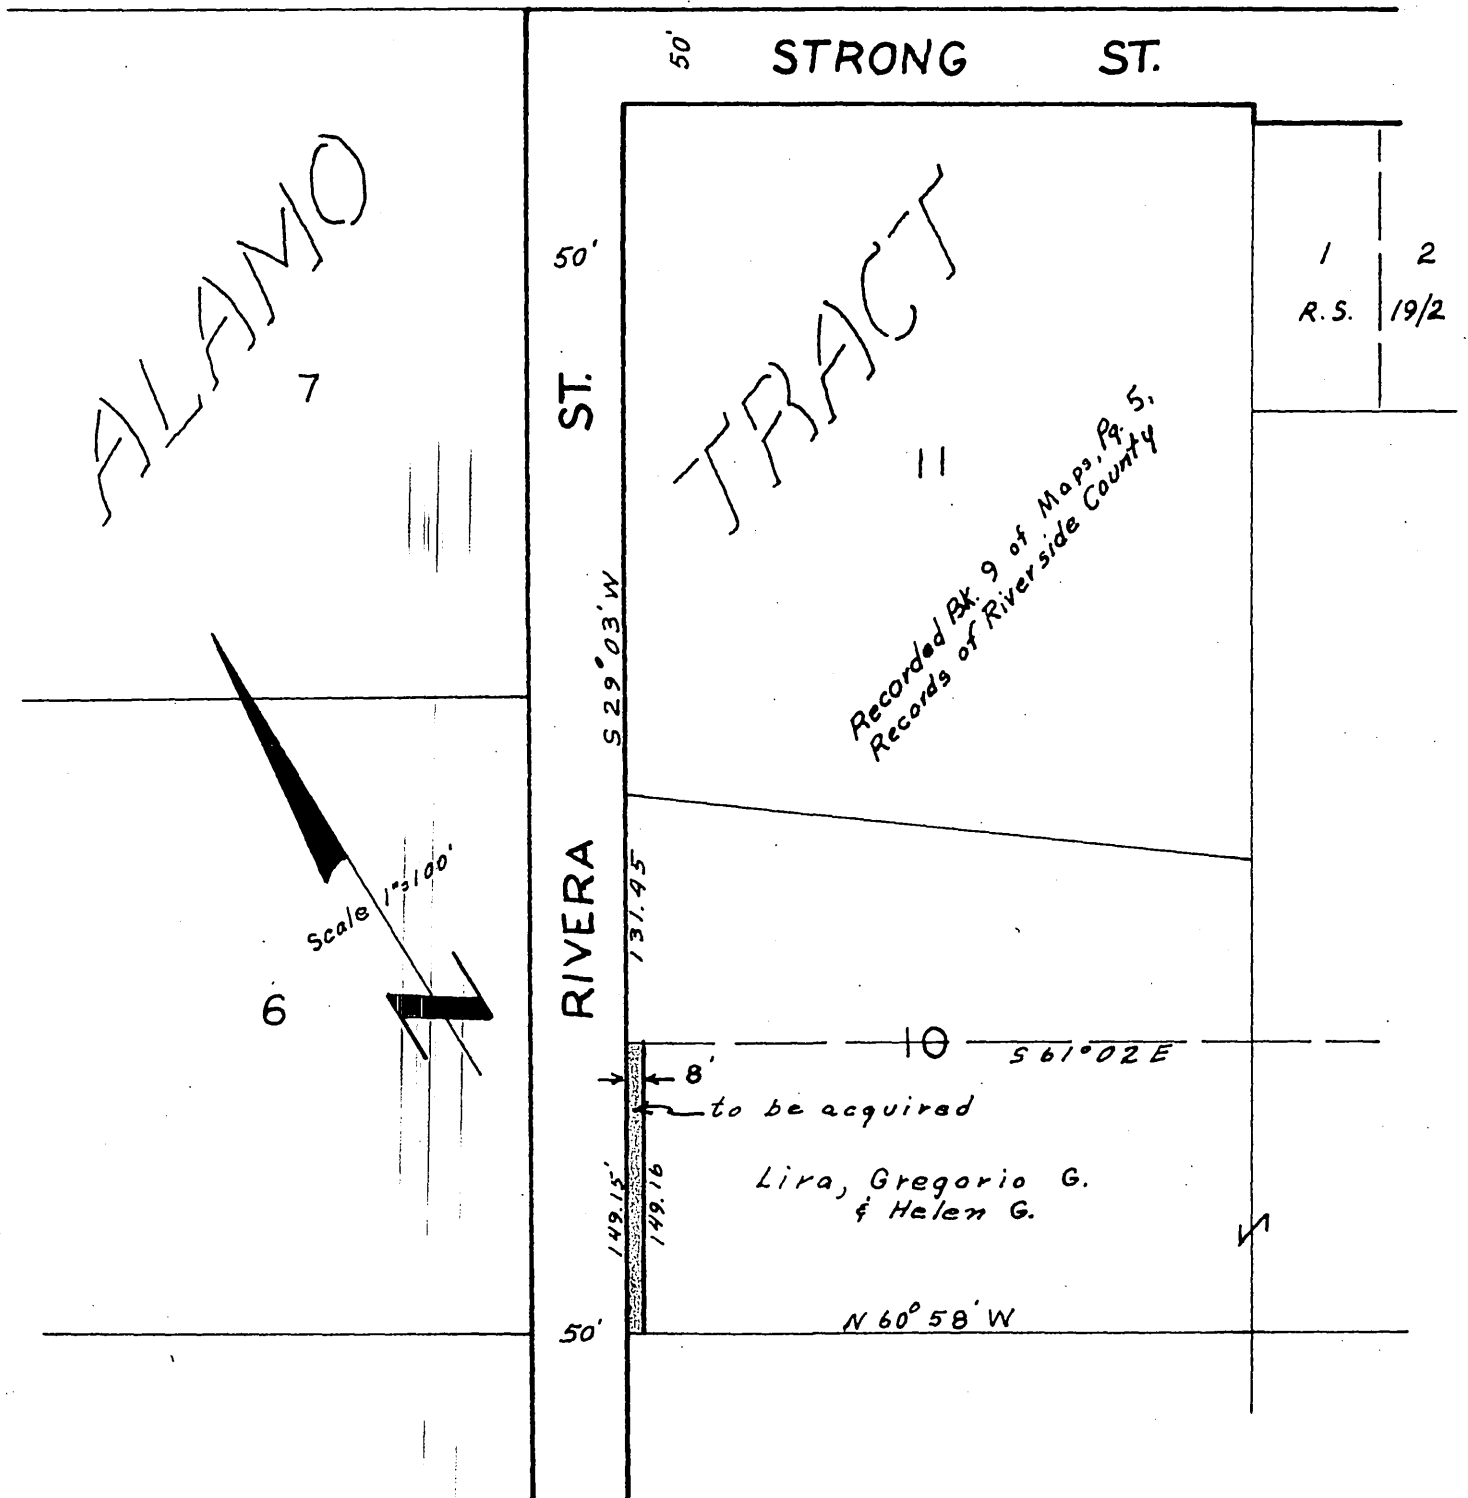 50'
STRONG ST.
ALAMO
TRACT
50'
1
2
R.S.
19/2
7
ST.
11
Recorded Bk. 9 of Maps, Pg. 5,
Records of Riverside County
S 29° 03' W
Scale 1"=100'
RIVERA
131.45
6
10
S 61° 02 E
8'
to be acquired
149.15'
149.16
Lira, Gregorio G.
& Helen G.
50'
N 60° 58' W